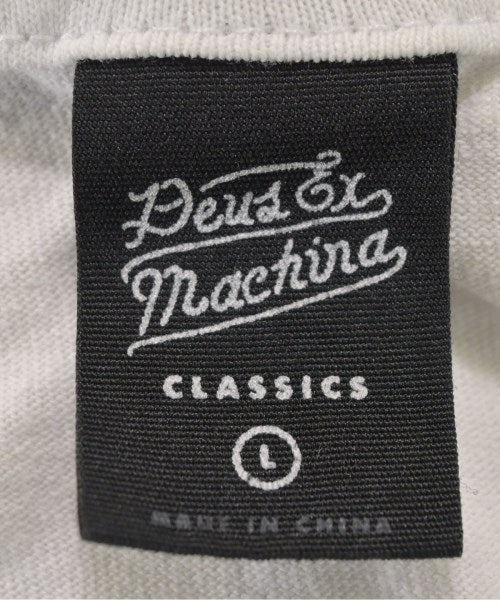 Deus Ex
Machina
CLASSICS
L
MADE IN CHINA